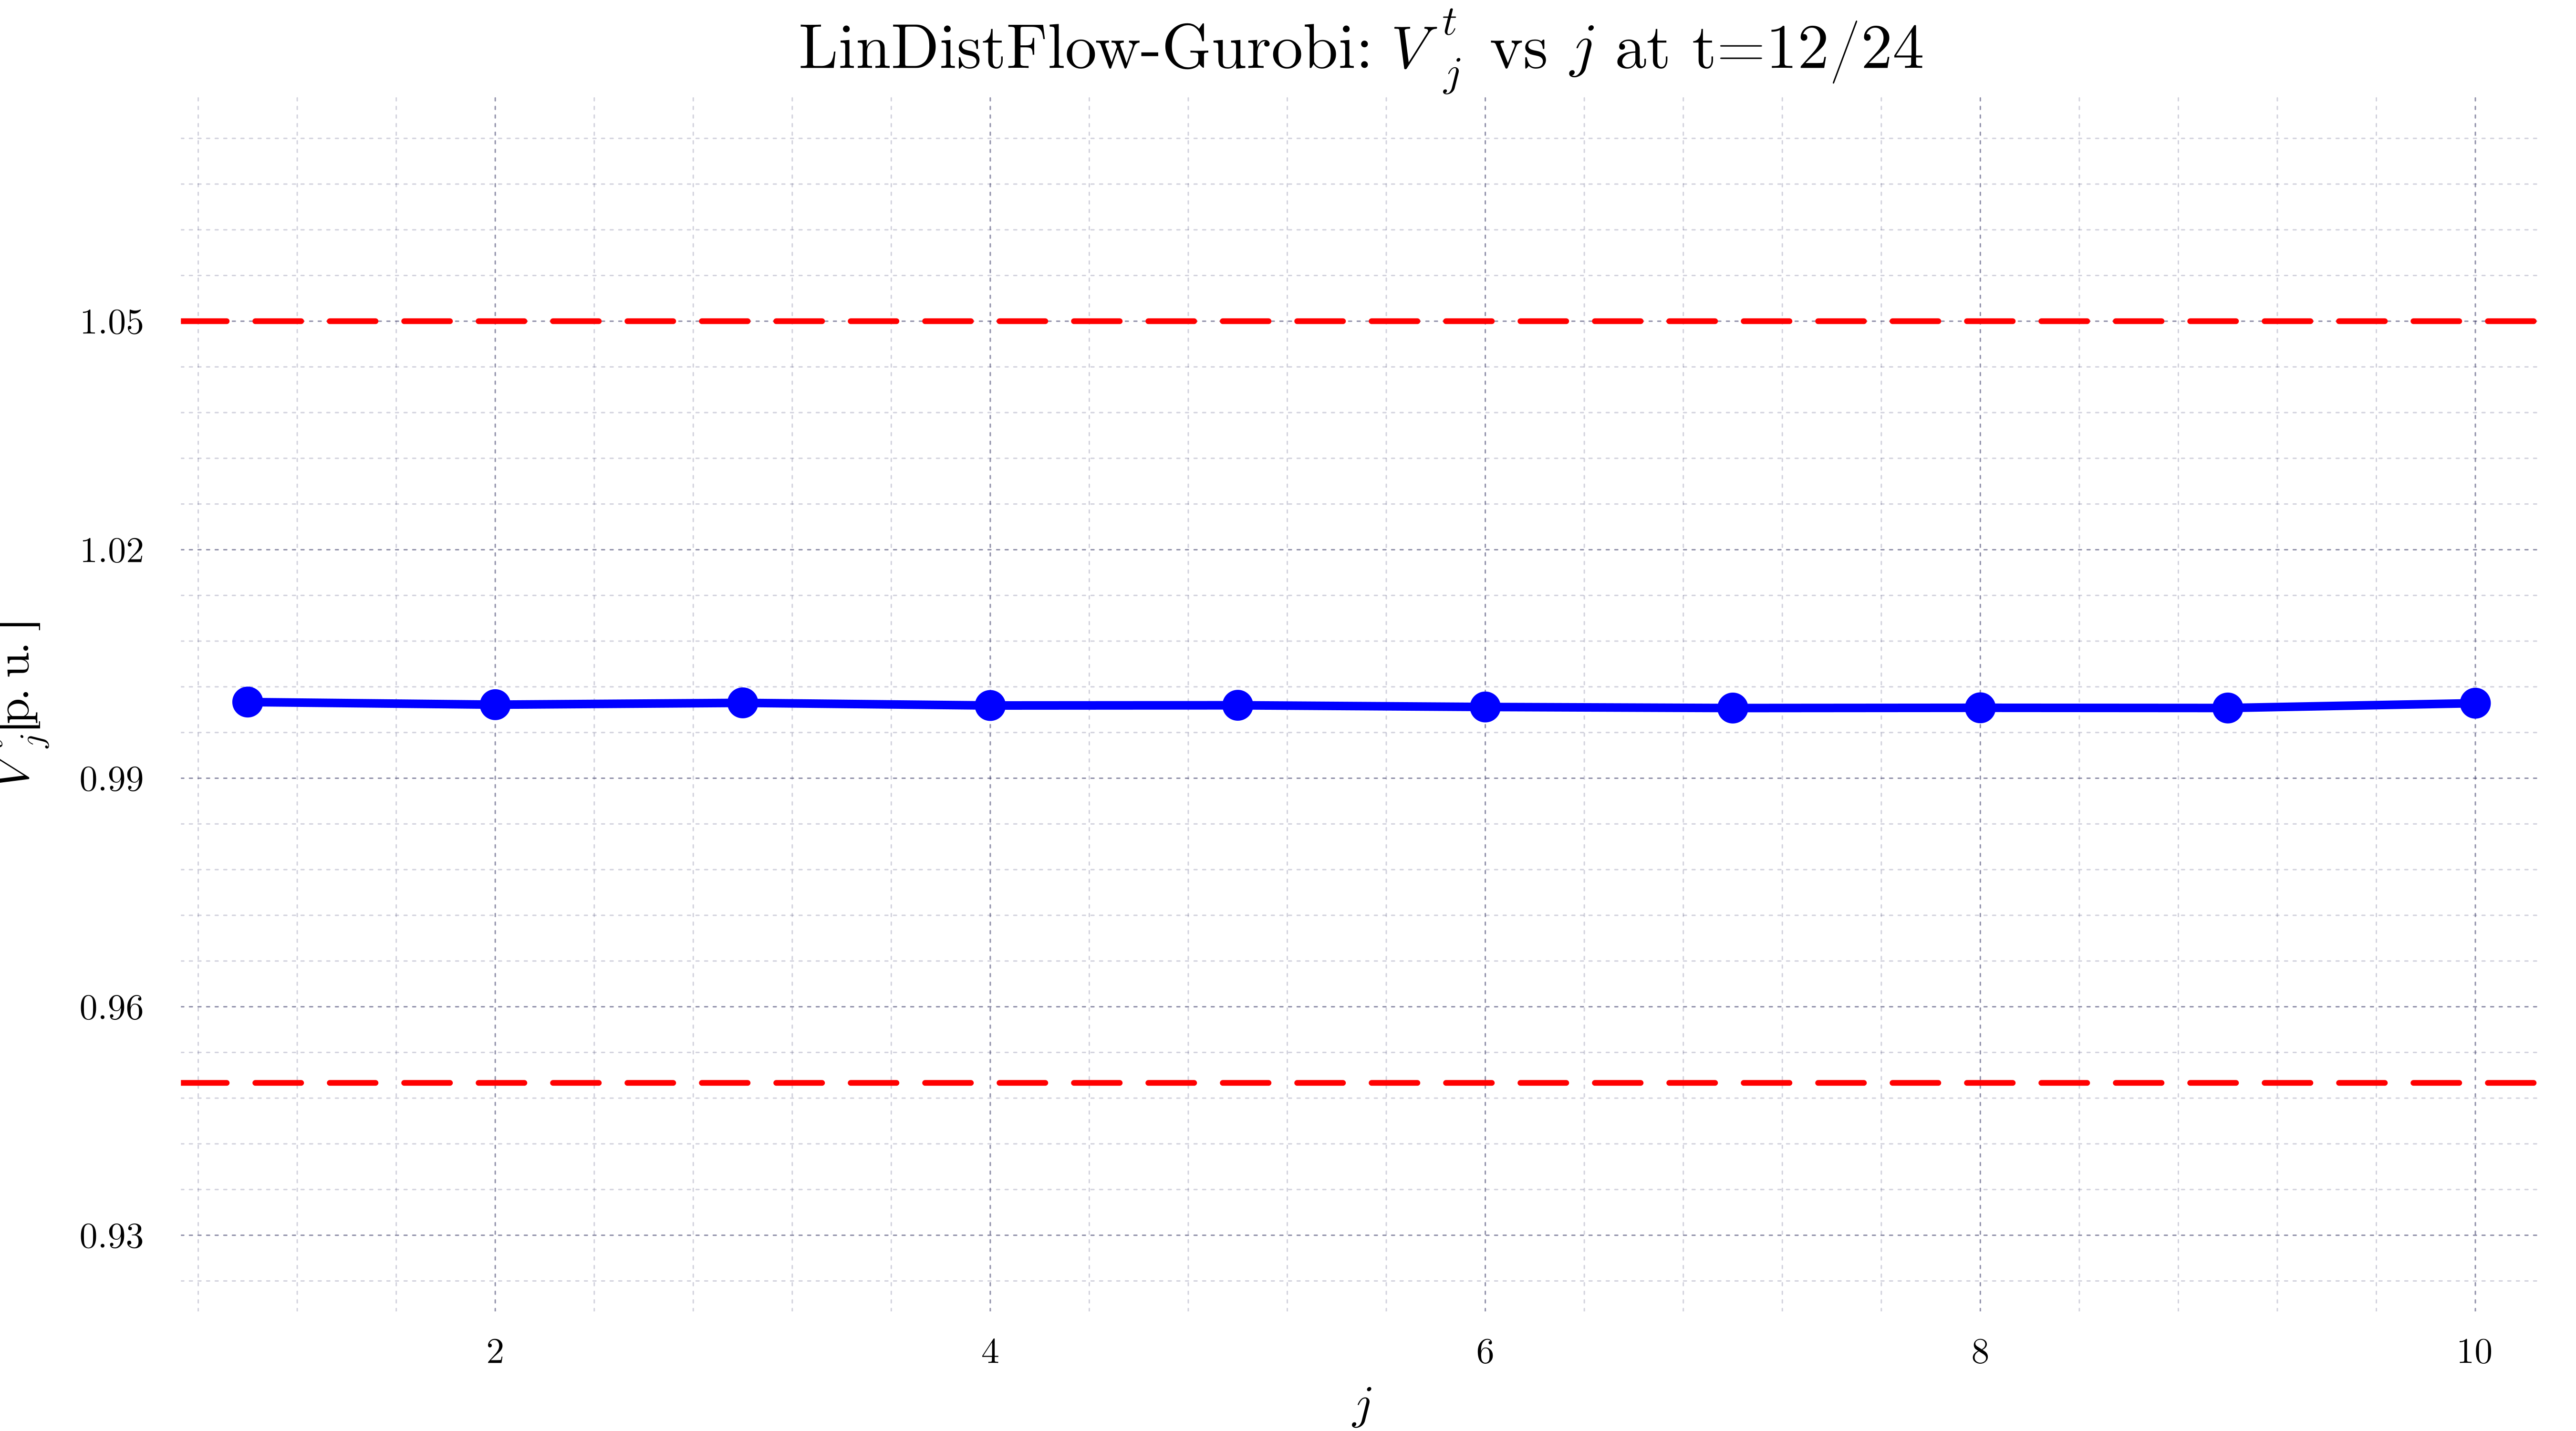 LinDistFlow-Gurobi: V_j^t vs j at t=12/24
1.05
1.02
0.99
0.96
0.93
V_j[p. u. ]
2 4 6 8 10
j